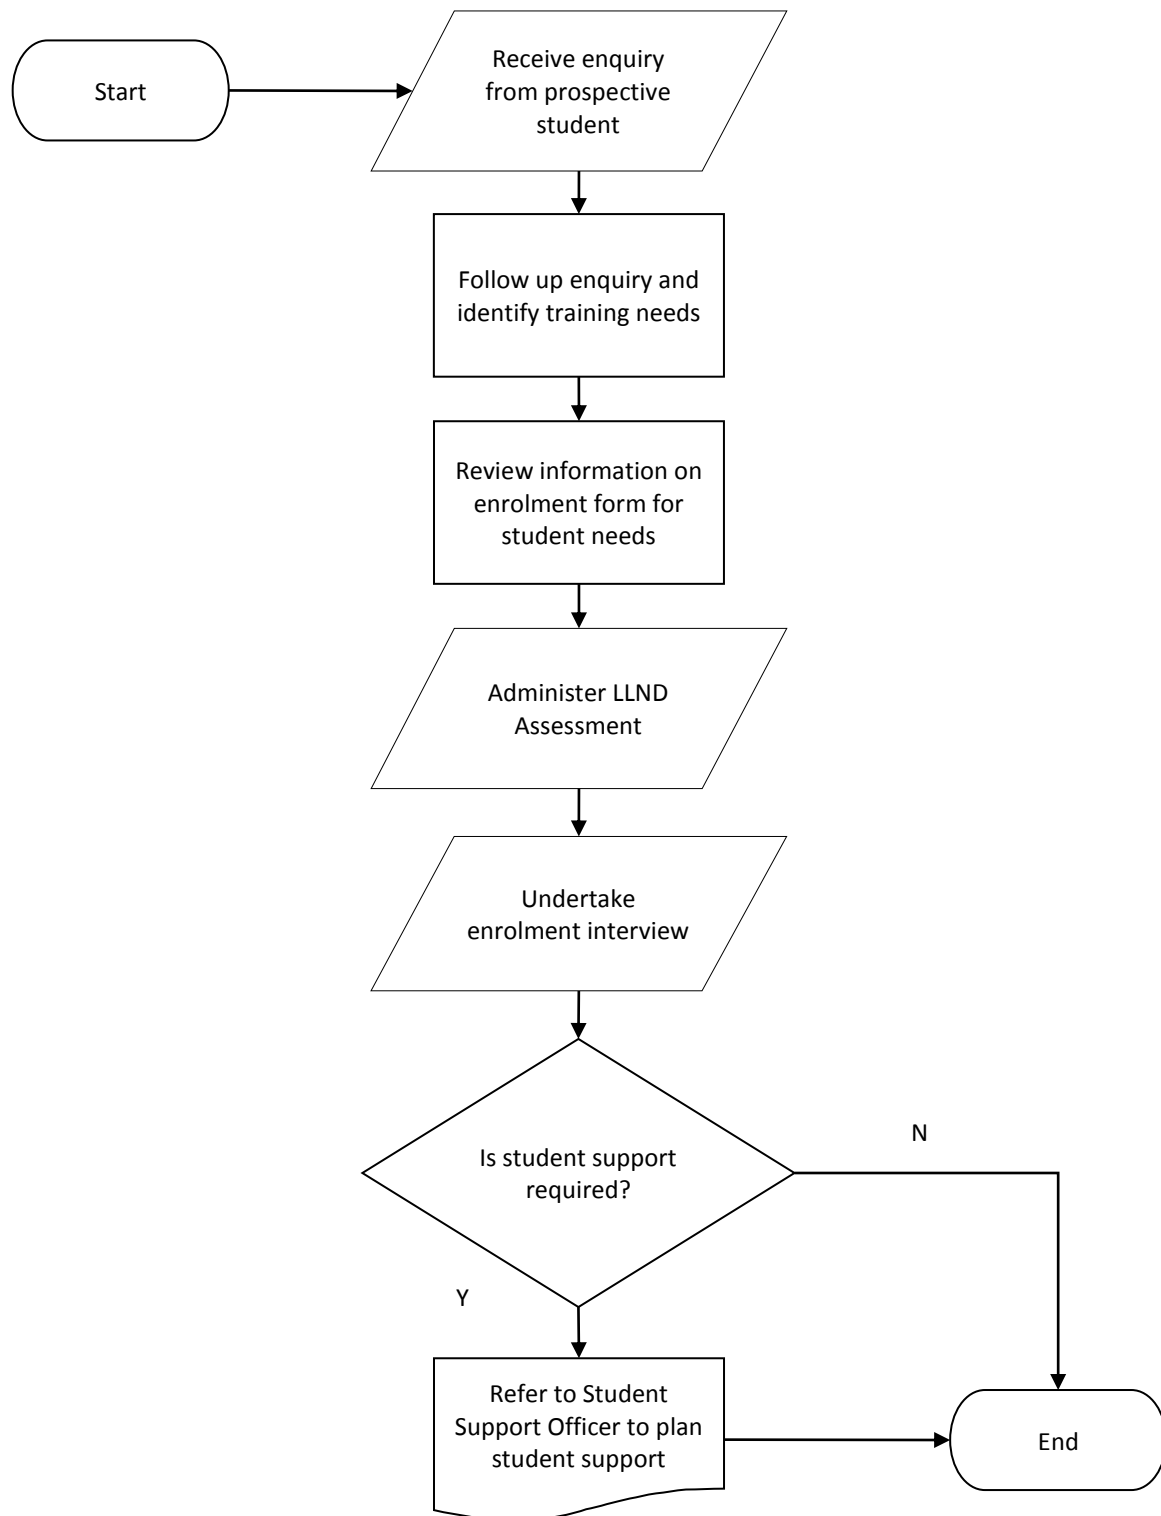 Start
Receive enquiry
from prospective
student
Follow up enquiry and
identify training needs
Review information on
enrolment form for
student needs
Administer LLND
Assessment
Undertake
enrolment interview
Is student support
required?
N
Y
Refer to Student
Support Officer to plan
student support
End